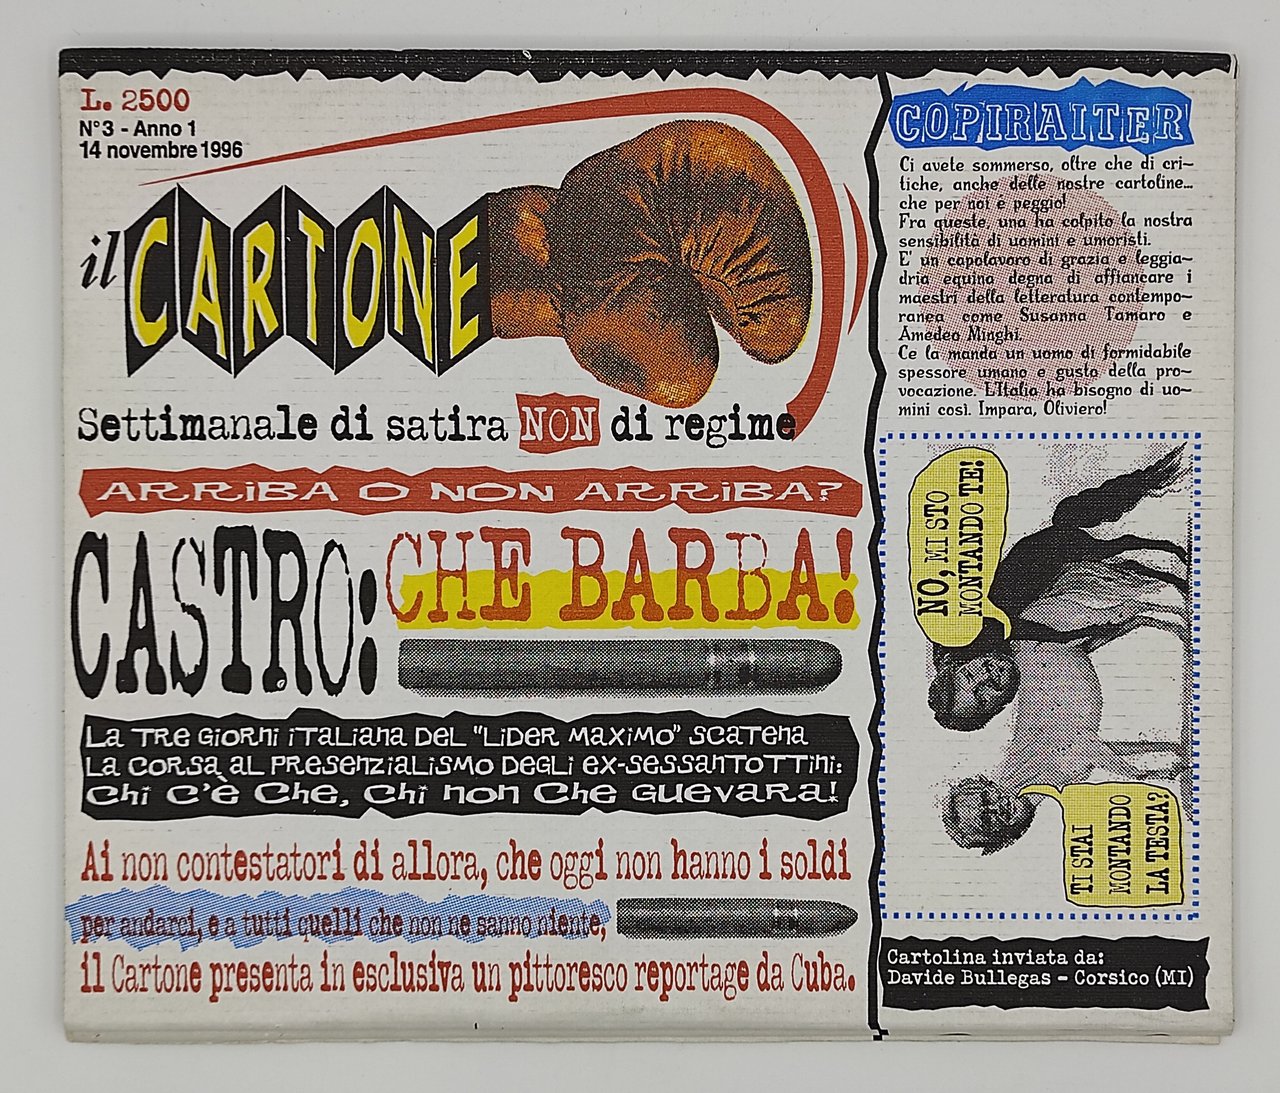 L. 2500
N° 3 - Anno 1
14 novembre 1996
il CARTONE
Settimanale di satira NON di regime
ARRiBA O NON ARRiBA?
CASTRO: CHE BARBA!
La TRE GiORNi iTaLiana DEL "LiDER MaXiMO" SCaTEna
La CORSa aL PRESEnZiaLiSMO DEGLi EX-SESSanTOTTini:
Chi C'È Che, Chi non Che GUEVARA!
Ai non contestatori di allora, che oggi non hanno i soldi
per andarci, e a tutti quelli che non ne sanno niente,
il Cartone presenta in esclusiva un pittoresco reportage da Cuba.
COPIRAITER
Ci avete sommerso, oltre che di cri-
tiche, anche delle nostre cartoline...
che per noi è peggio!
Fra queste, una ha colpito la nostra
sensibilità di uomini e umoristi.
E' un capolavoro di grazia e leggia-
dria equina degna di affiancare i
maestri della letteratura contempo-
ranea come Susanna Tamaro e
Amedeo Minghi.
Ce la manda un uomo di formidabile
spessore umano e gusto della pro-
vocazione. L'Italia ha bisogno di uo-
mini così. Impara, Oliviero!
TI STAI
MONTANDO
LA TESTA?
NO, MI STO
MONTANDO TE!
Cartolina inviata da:
Davide Bullegas - Corsico (MI)